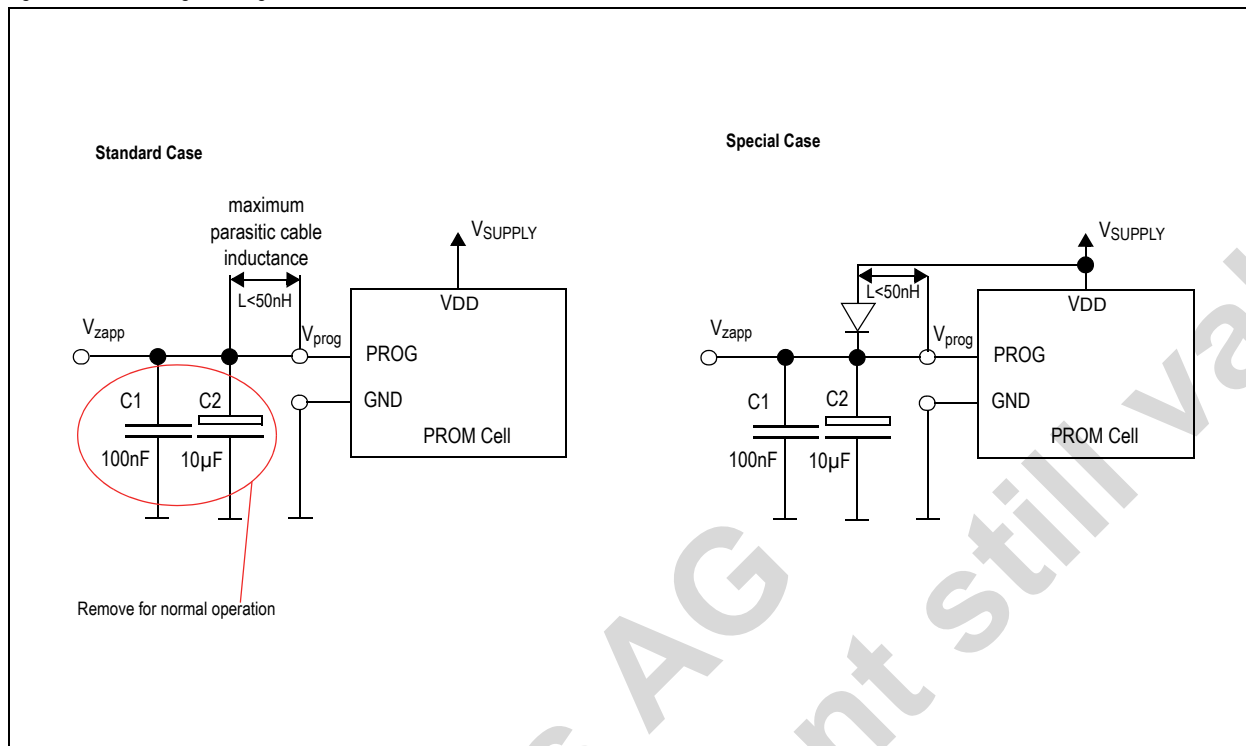 Standard Case
maximum
parasitic cable
inductance
L<50nH
VSUPPLY
VDD
Vzapp
Vprog
PROG
GND
C1
C2
100nF
10µF
PROM Cell
Remove for normal operation
Special Case
VSUPPLY
L<50nH
VDD
Vzapp
Vprog
PROG
GND
C1
C2
100nF
10µF
PROM Cell
AG
still